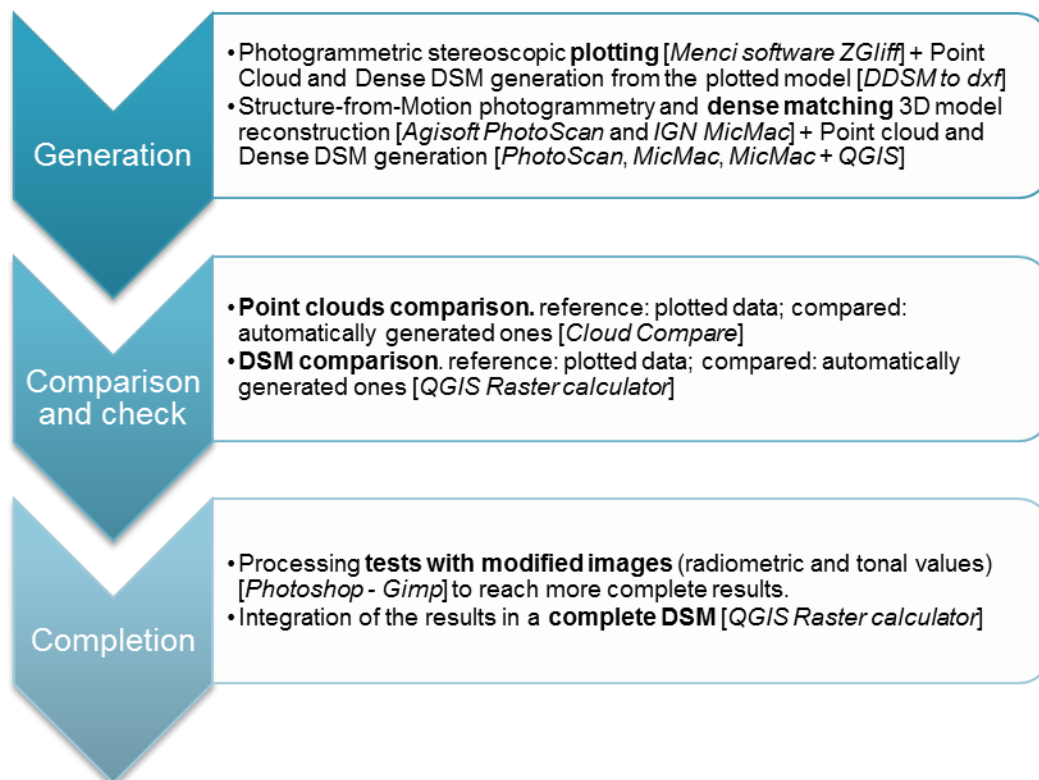 Generation
•Photogrammetric stereoscopic plotting [Menci software ZGliff] + Point
Cloud and Dense DSM generation from the plotted model [DDSM to dxf]
•Structure-from-Motion photogrammetry and dense matching 3D model
reconstruction [Agisoft PhotoScan and IGN MicMac] + Point cloud and
Dense DSM generation [PhotoScan, MicMac, MicMac + QGIS]
Comparison
and check
•Point clouds comparison. reference: plotted data; compared:
automatically generated ones [Cloud Compare]
•DSM comparison. reference: plotted data; compared: automatically
generated ones [QGIS Raster calculator]
Completion
•Processing tests with modified images (radiometric and tonal values)
[Photoshop - Gimp] to reach more complete results.
•Integration of the results in a complete DSM [QGIS Raster calculator]